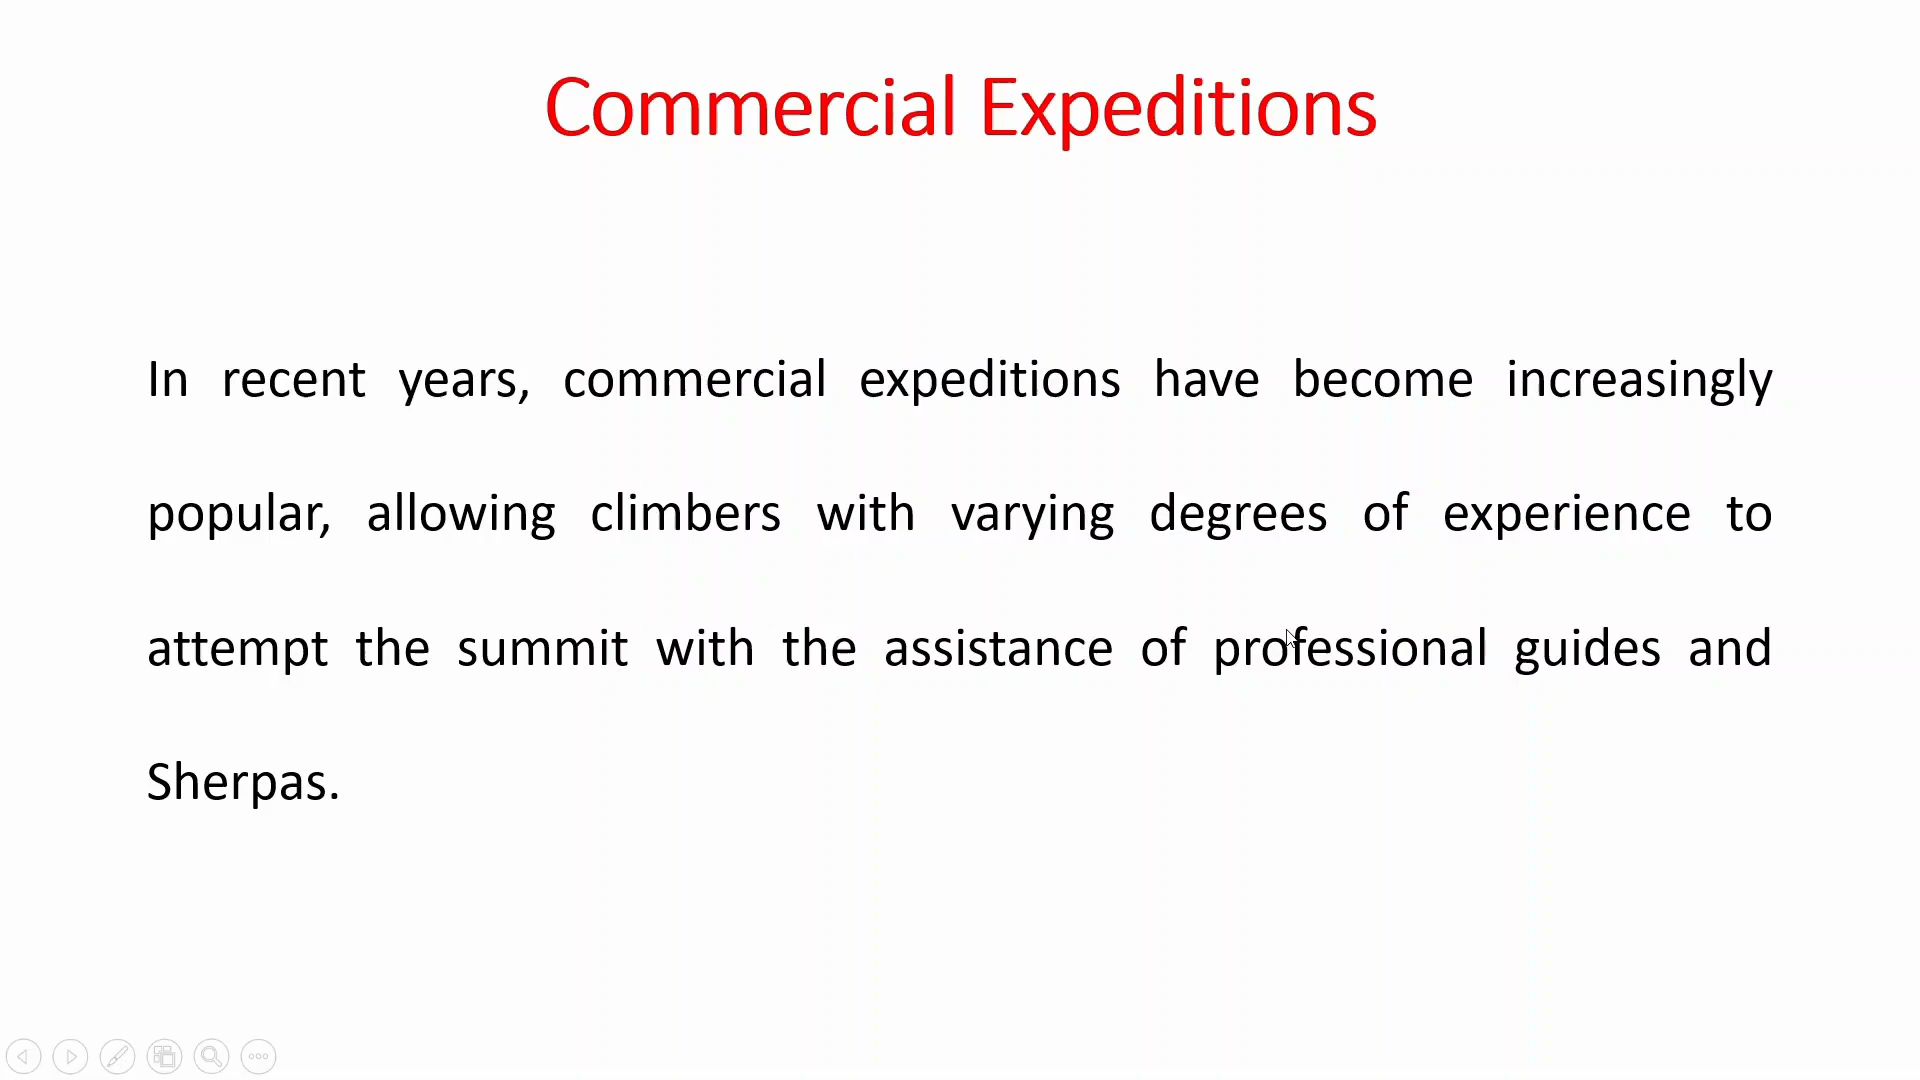 Commercial Expeditions
In recent years, commercial expeditions have become increasingly
popular, allowing climbers with varying degrees of experience to
attempt the summit with the assistance of professional guides and
Sherpas.